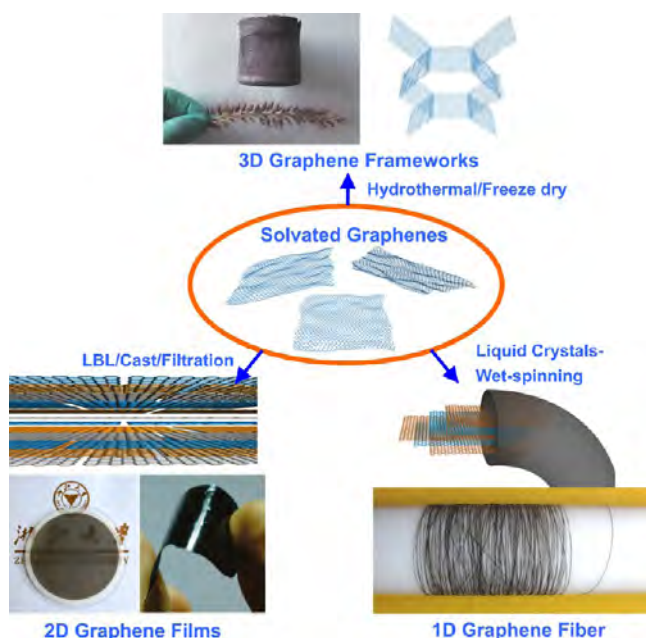 3D Graphene Frameworks
Hydrothermal/Freeze dry
Solvated Graphenes
LBL/Cast/Filtration
Liquid Crystals-
Wet-spinning
2D Graphene Films
1D Graphene Fiber